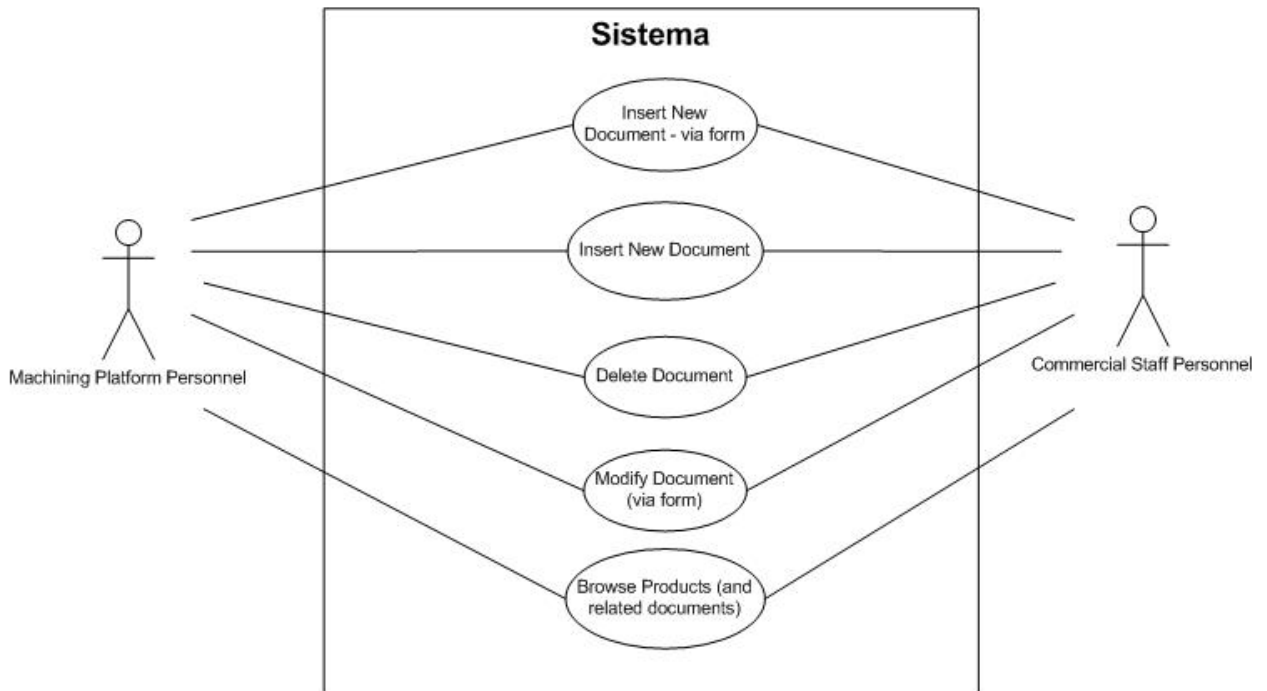 Sistema
Insert New
Document - via form
Insert New Document
Machining Platform Personnel
Commercial Staff Personnel
Delete Document
Modify Document
(via form)
Browse Products (and
related documents)